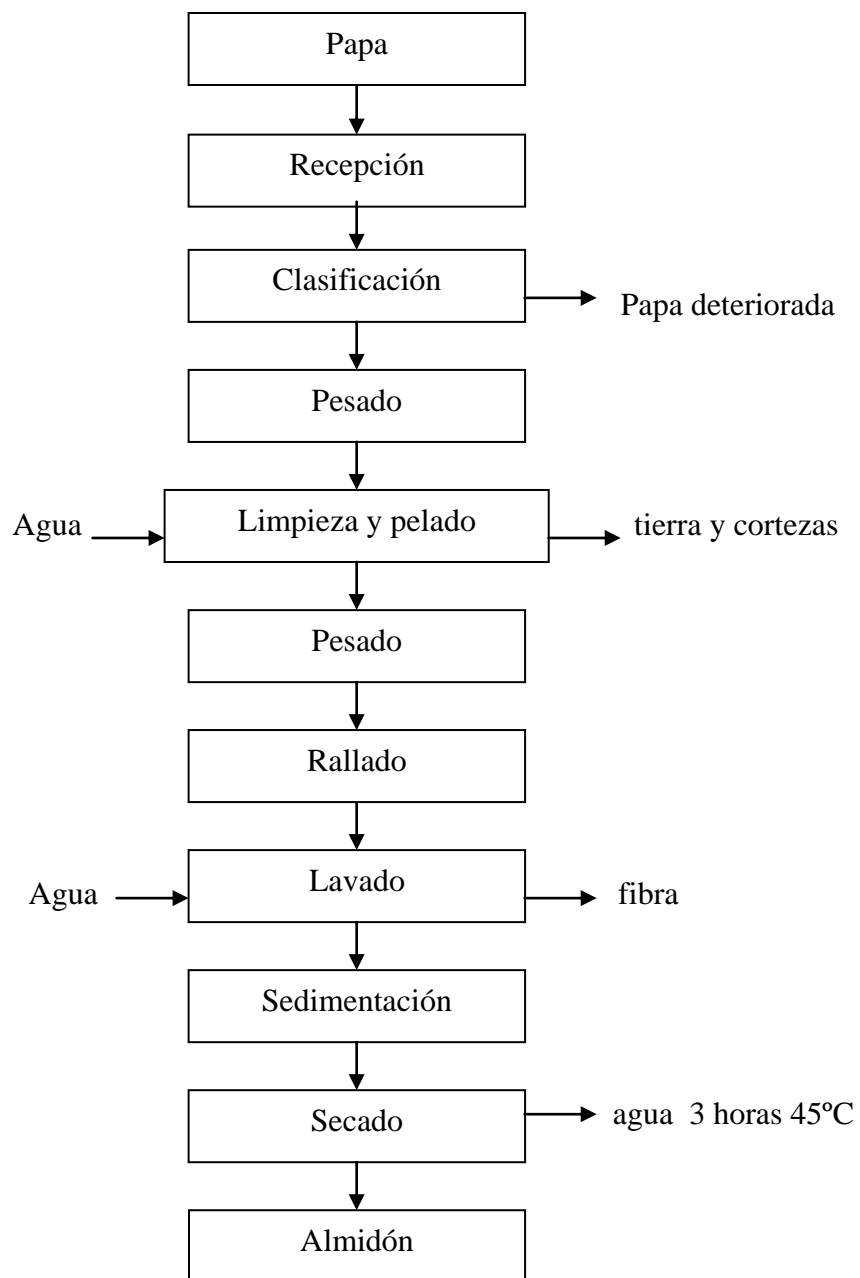 Papa
Recepción
Clasificación
Papa deteriorada
Pesado
Agua
Limpieza y pelado
tierra y cortezas
Pesado
Rallado
Agua
Lavado
fibra
Sedimentación
Secado
agua 3 horas 45ºC
Almidón